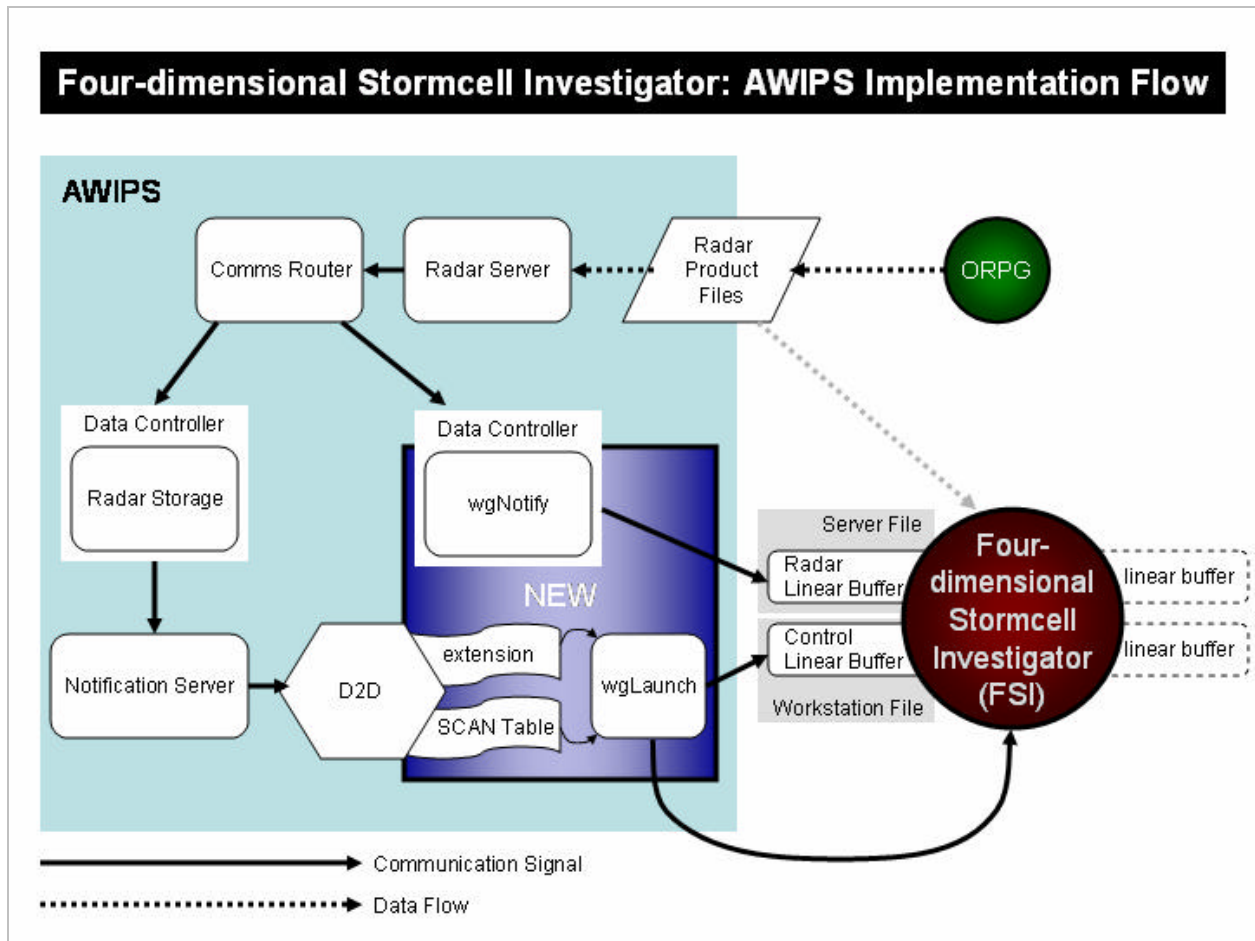 Four-dimensional Stormcell Investigator: AWIPS Implementation Flow
AWIPS
Comms Router
Radar Server
Radar
Product
Files
ORPG
Data Controller
Radar Storage
Data Controller
wgNotify
NEW
Server File
Radar
Linear Buffer
Control
Linear Buffer
Workstation File
Four-
dimensional
Stormcell
Investigator
(FSI)
linear buffer
linear buffer
Notification Server
D2D
extension
SCAN Table
wgLaunch
Communication Signal
Data Flow